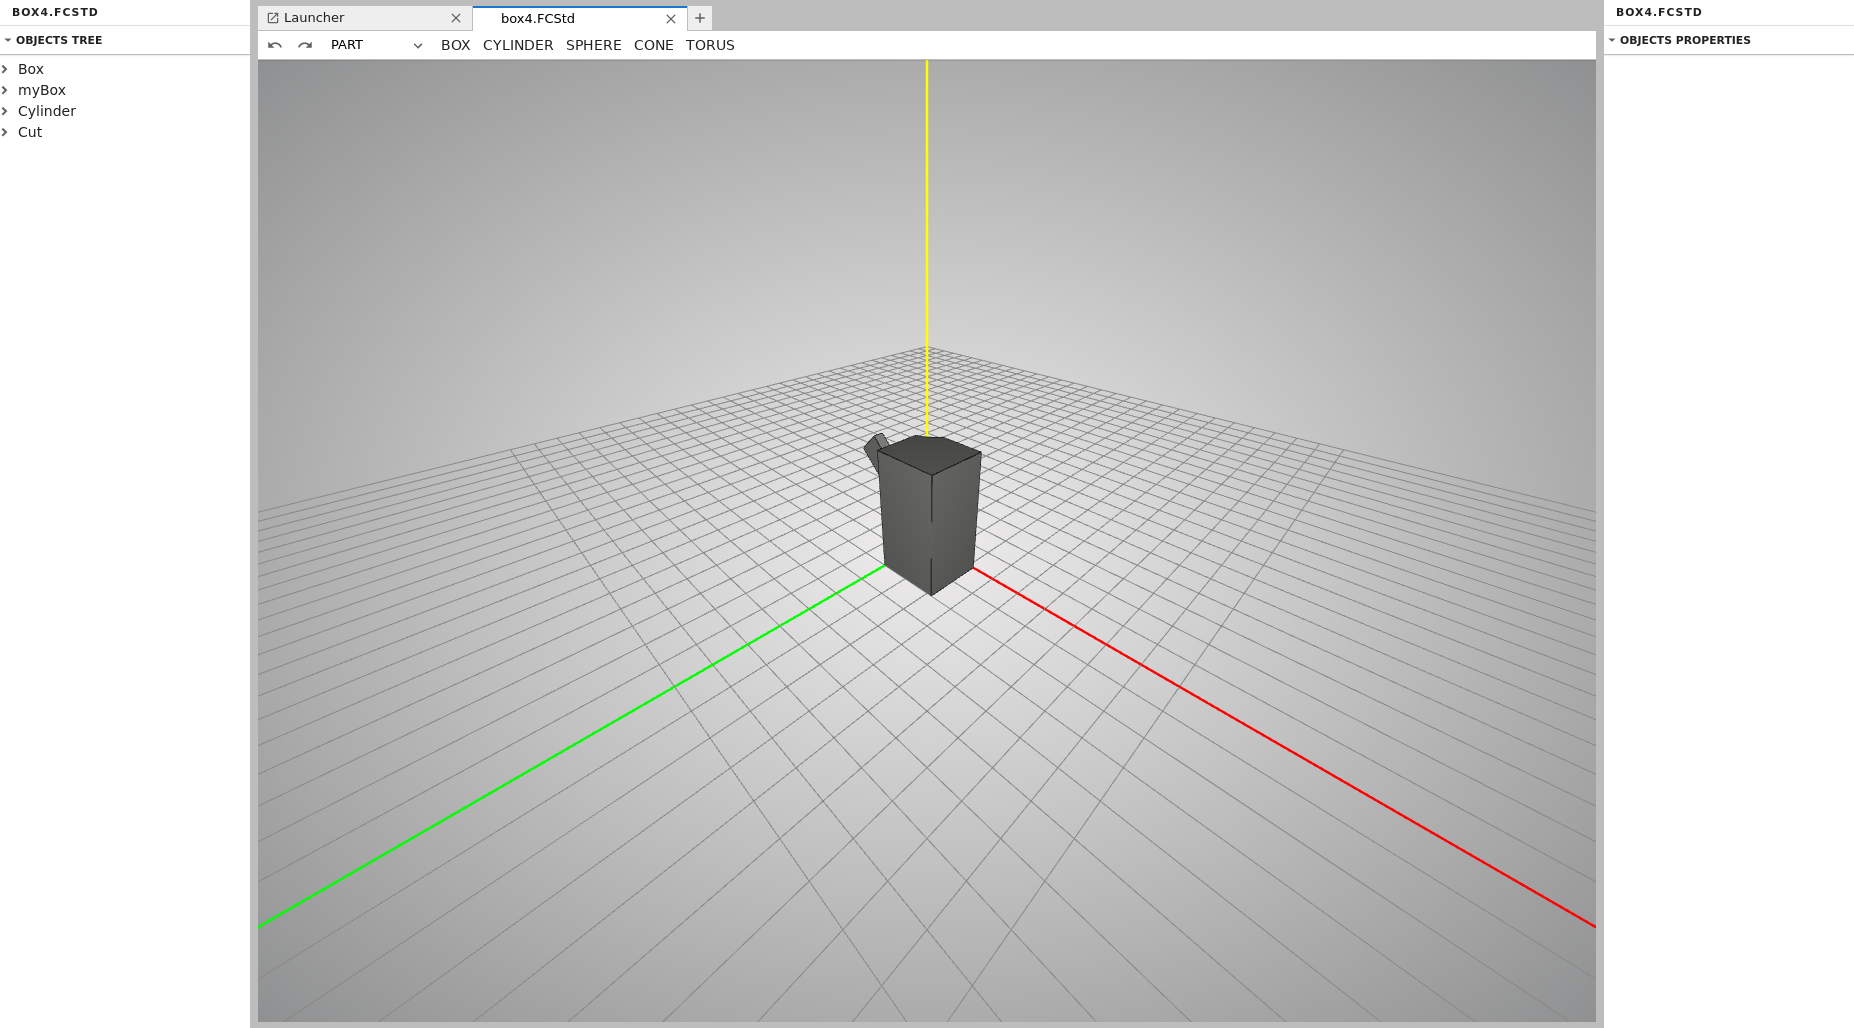 BOX4.FCSTD
OBJECTS TREE
Box
myBox
Cylinder
Cut
Launcher
box4.FCStd
PART
BOX CYLINDER SPHERE CONE TORUS
BOX4.FCSTD
OBJECTS PROPERTIES